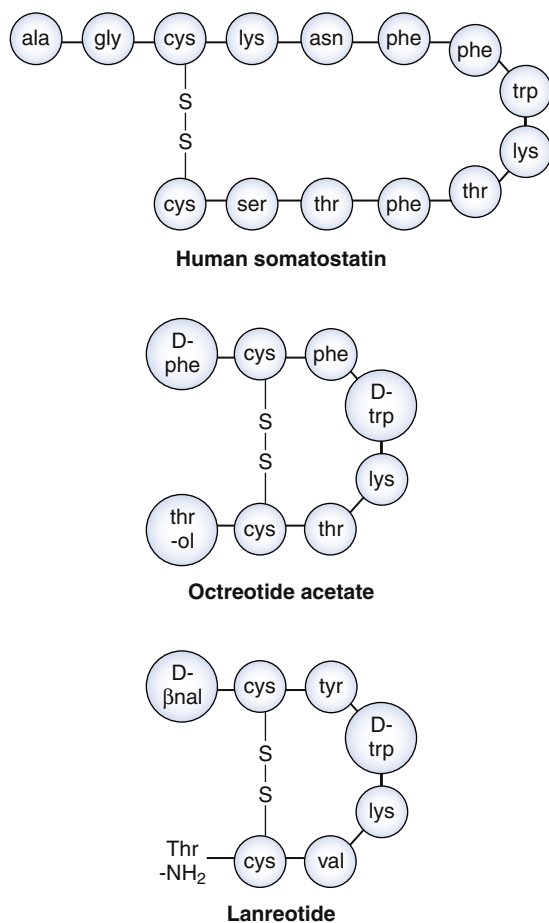 ala gly cys lys asn phe phe
trp
S
S
lys
cys ser thr phe thr
Human somatostatin
D-
phe cys phe
D-
trp
S
S
lys
thr
-ol cys thr
Octreotide acetate
D-
βnal cys tyr
D-
trp
S
S
lys
Thr
-NH₂ cys val
Lanreotide